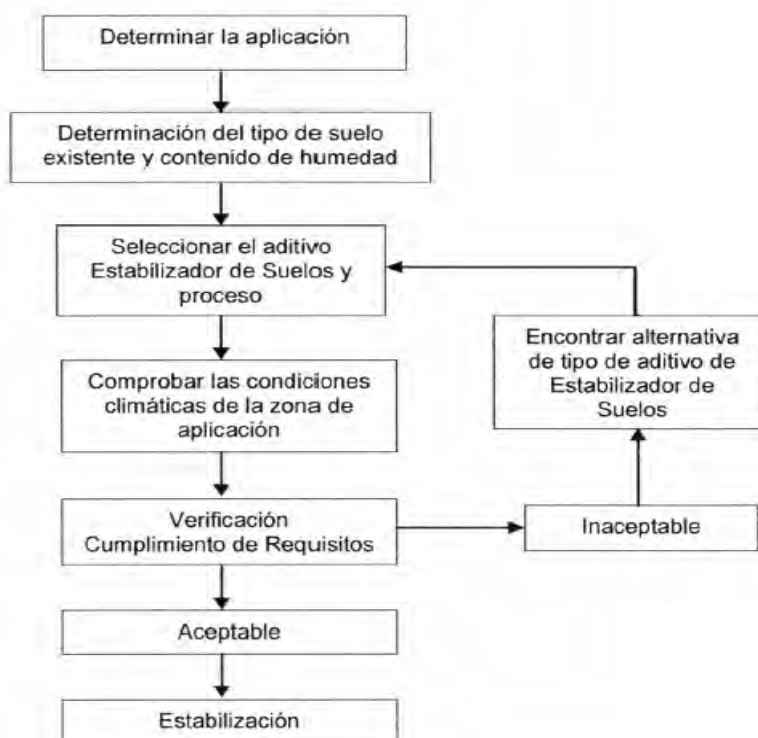 Determinar la aplicación
Determinación del tipo de suelo
existente y contenido de humedad
Seleccionar el aditivo
Estabilizador de Suelos y
proceso
Encontrar alternativa
de tipo de aditivo de
Estabilizador de
Suelos
Comprobar las condiciones
climáticas de la zona de
aplicación
Verificación
Cumplimiento de Requisitos
Inaceptable
Aceptable
Estabilización